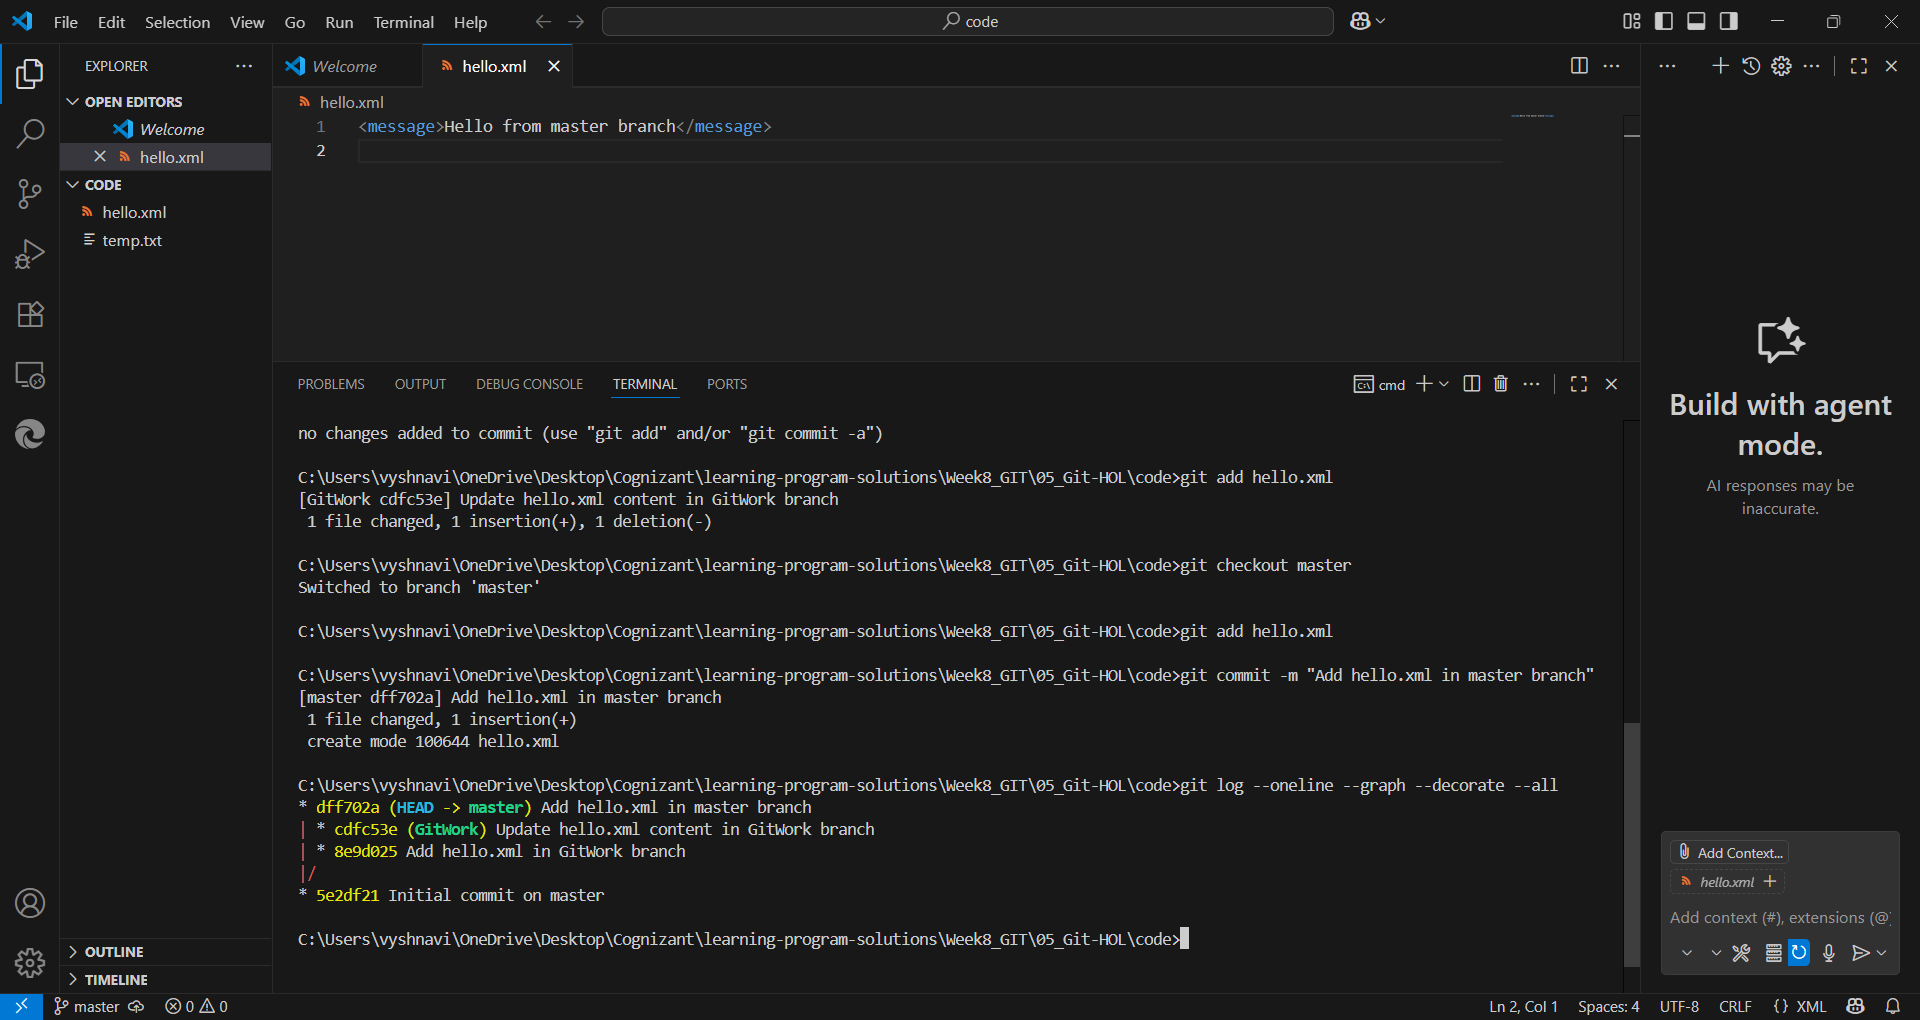 File Edit Selection View Go Run Terminal Help
code
EXPLORER
OPEN EDITORS
Welcome
hello.xml
CODE
hello.xml
temp.txt
OUTLINE
TIMELINE
Welcome
hello.xml
hello.xml
1 <message>Hello from master branch</message>
2
PROBLEMS OUTPUT DEBUG CONSOLE TERMINAL PORTS
cmd
no changes added to commit (use "git add" and/or "git commit -a")
C:\Users\vyshnavi\OneDrive\Desktop\Cognizant\learning-program-solutions\Week8_GIT\05_Git-HOL\code>git add hello.xml
[GitWork cdfc53e] Update hello.xml content in GitWork branch
1 file changed, 1 insertion(+), 1 deletion(-)
C:\Users\vyshnavi\OneDrive\Desktop\Cognizant\learning-program-solutions\Week8_GIT\05_Git-HOL\code>git checkout master
Switched to branch 'master'
C:\Users\vyshnavi\OneDrive\Desktop\Cognizant\learning-program-solutions\Week8_GIT\05_Git-HOL\code>git add hello.xml
C:\Users\vyshnavi\OneDrive\Desktop\Cognizant\learning-program-solutions\Week8_GIT\05_Git-HOL\code>git commit -m "Add hello.xml in master branch"
[master dff702a] Add hello.xml in master branch
1 file changed, 1 insertion(+)
create mode 100644 hello.xml
C:\Users\vyshnavi\OneDrive\Desktop\Cognizant\learning-program-solutions\Week8_GIT\05_Git-HOL\code>git log --oneline --graph --decorate --all
* dff702a (HEAD -> master) Add hello.xml in master branch
| * cdfc53e (GitWork) Update hello.xml content in GitWork branch
| * 8e9d025 Add hello.xml in GitWork branch
|/
* 5e2df21 Initial commit on master
C:\Users\vyshnavi\OneDrive\Desktop\Cognizant\learning-program-solutions\Week8_GIT\05_Git-HOL\code>
Build with agent
mode.
AI responses may be
inaccurate.
Add Context...
hello.xml
Add context (#), extensions (@
master 0 0
Ln 2, Col 1 Spaces: 4 UTF-8 CRLF {} XML